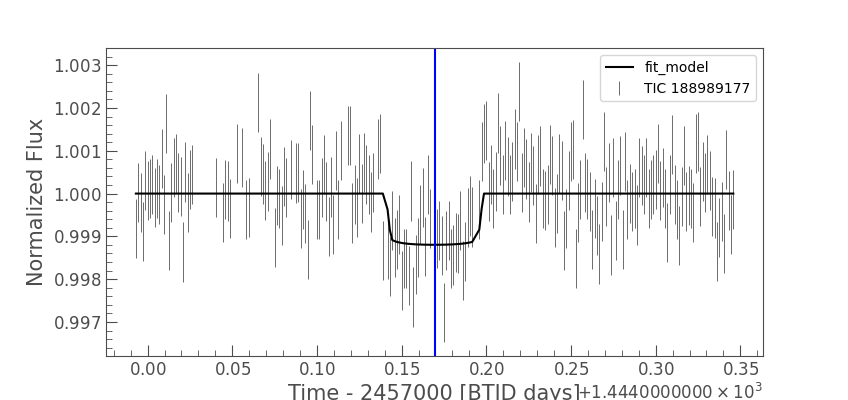 1.003
1.002
1.001
1.000
0.999
0.998
0.997
Normalized Flux
fit_model
TIC 188989177
0.00 0.05 0.10 0.15 0.20 0.25 0.30 0.35
Time - 2457000 [BTJD days]
+1.4440000000 × 10³